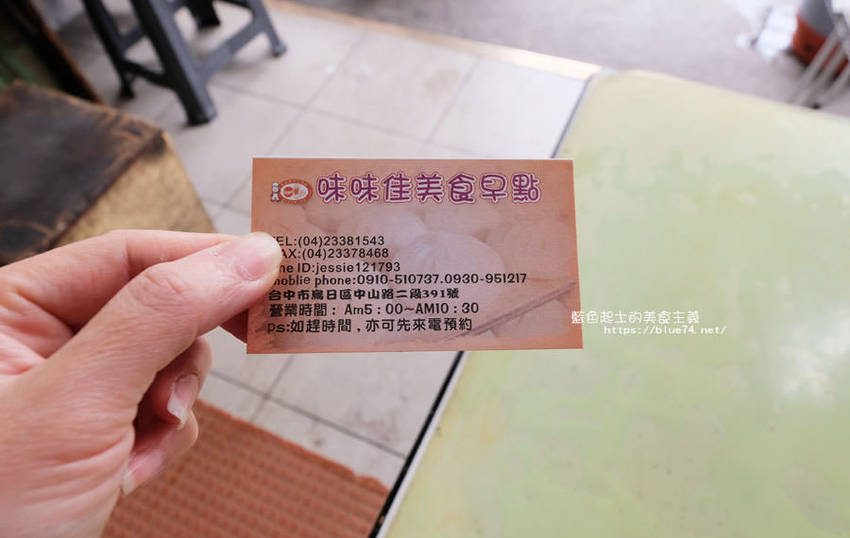 味味佳美食早點
TEL:(04)23381543
FAX:(04)23378468
ine ID:jessie121793
moblie phone:0910-510737.0930-951217
台中市烏日區中山路二段391號
營業時間: Am5:00~AM10:30
PS:如趕時間,亦可先來電預約
藍色起士的美食主義
https://blue74.net/